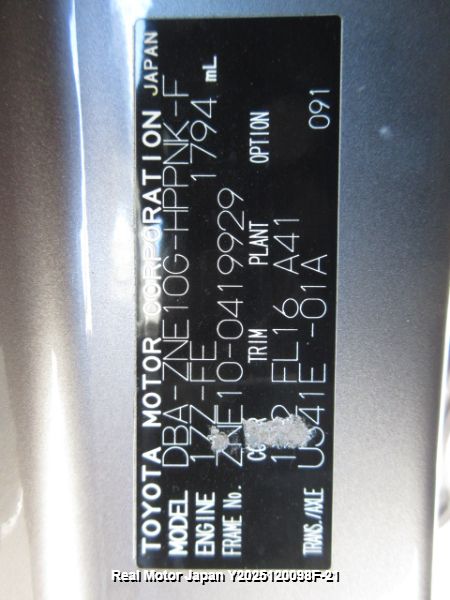 TOYOTA MOTOR CORPORATION JAPAN
MODEL DBA-ZNE10G-HPPNK-F
ENGINE 1ZZ-FE 1794 mL
FRAME No. ZNE10-0419929
TRIM PLANT OPTION
FL16 A41
TRANS./AXLE U341E -01A 091
Real Motor Japan Y2025120098F-21